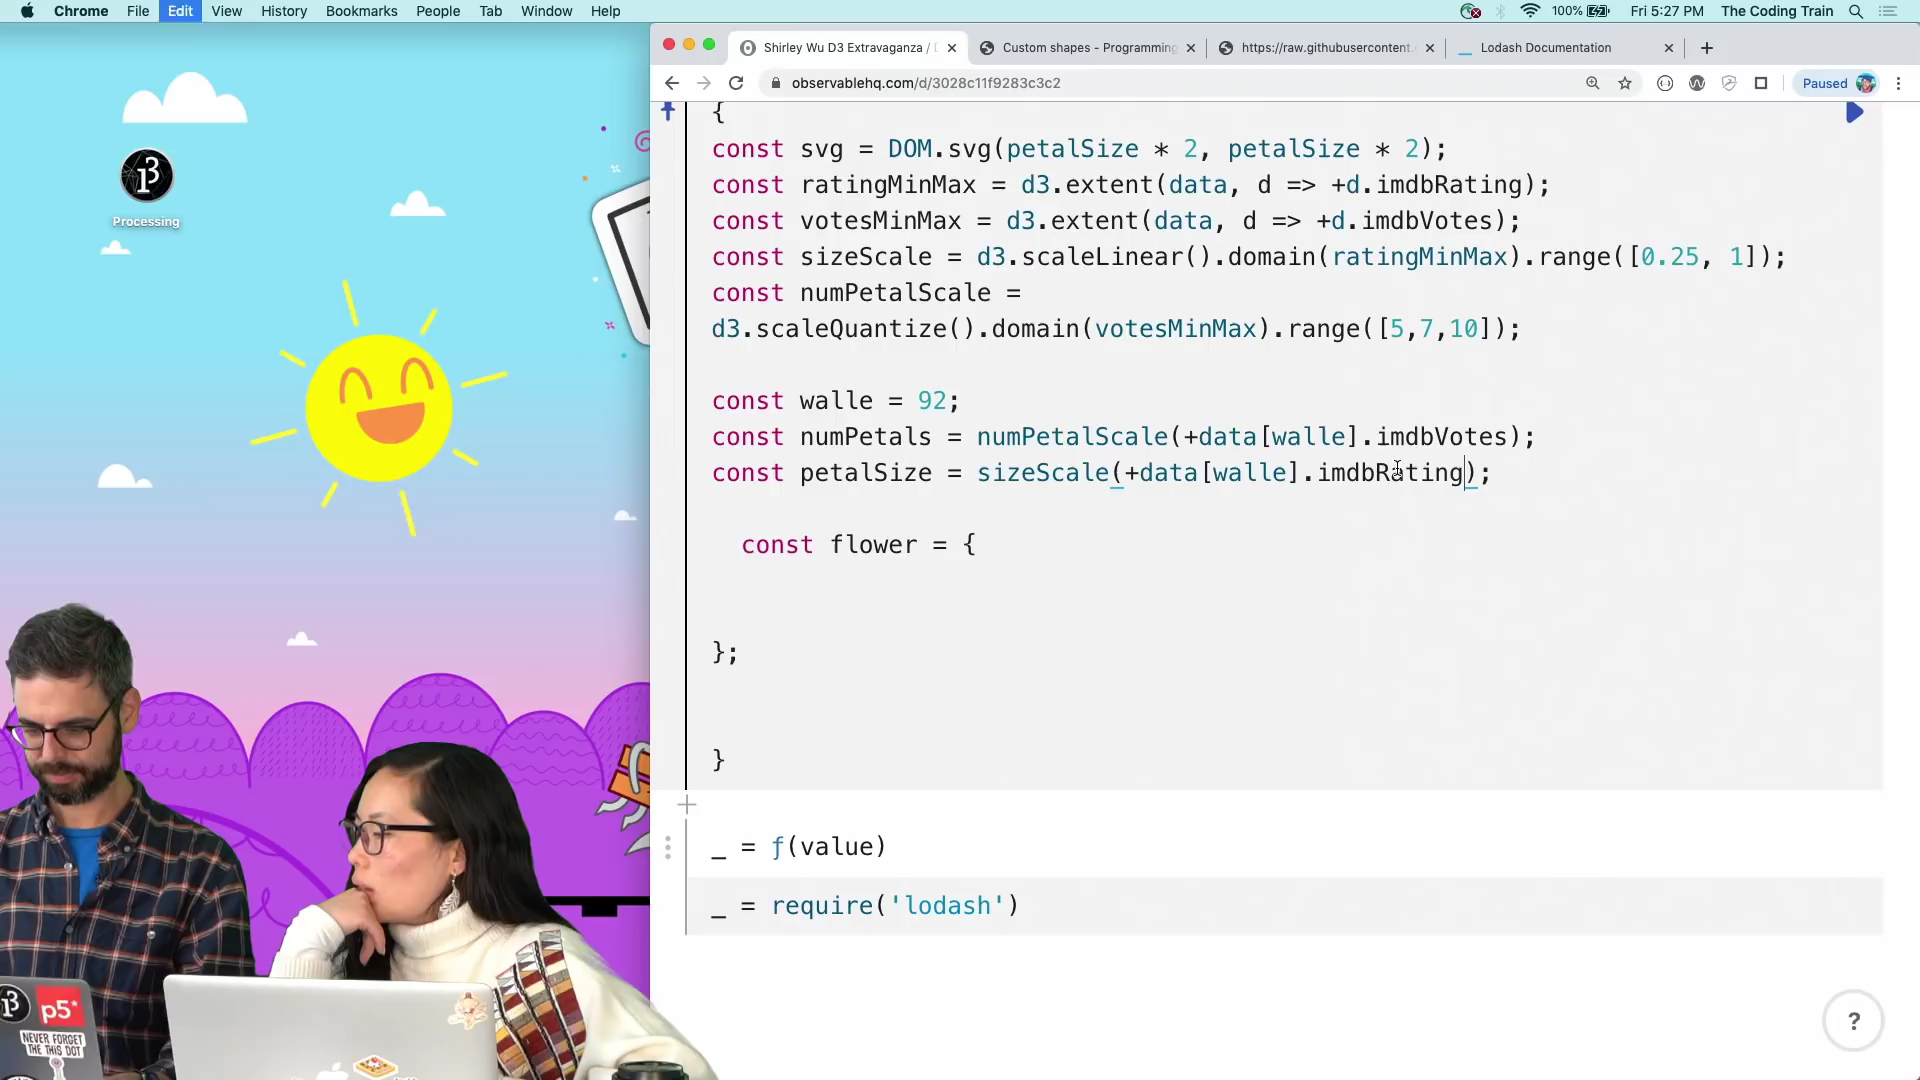 Chrome File Edit View History Bookmarks People Tab Window Help
100% Fri 5:27 PM The Coding Train
Shirley Wu D3 Extravaganza /
Custom shapes - Programming
https://raw.githubusercontent.
Lodash Documentation
observablehq.com/d/3028c11f9283c3c2
Paused
Processing
{
const svg = DOM.svg(petalSize * 2, petalSize * 2);
const ratingMinMax = d3.extent(data, d => +d.imdbRating);
const votesMinMax = d3.extent(data, d => +d.imdbVotes);
const sizeScale = d3.scaleLinear().domain(ratingMinMax).range([0.25, 1]);
const numPetalScale =
d3.scaleQuantize().domain(votesMinMax).range([5,7,10]);
const walle = 92;
const numPetals = numPetalScale(+data[walle].imdbVotes);
const petalSize = sizeScale(+data[walle].imdbRating);
const flower = {
};
}
_ = ƒ(value)
_ = require('lodash')
?
p5*
NEVER FORGET
THE THIS DOT